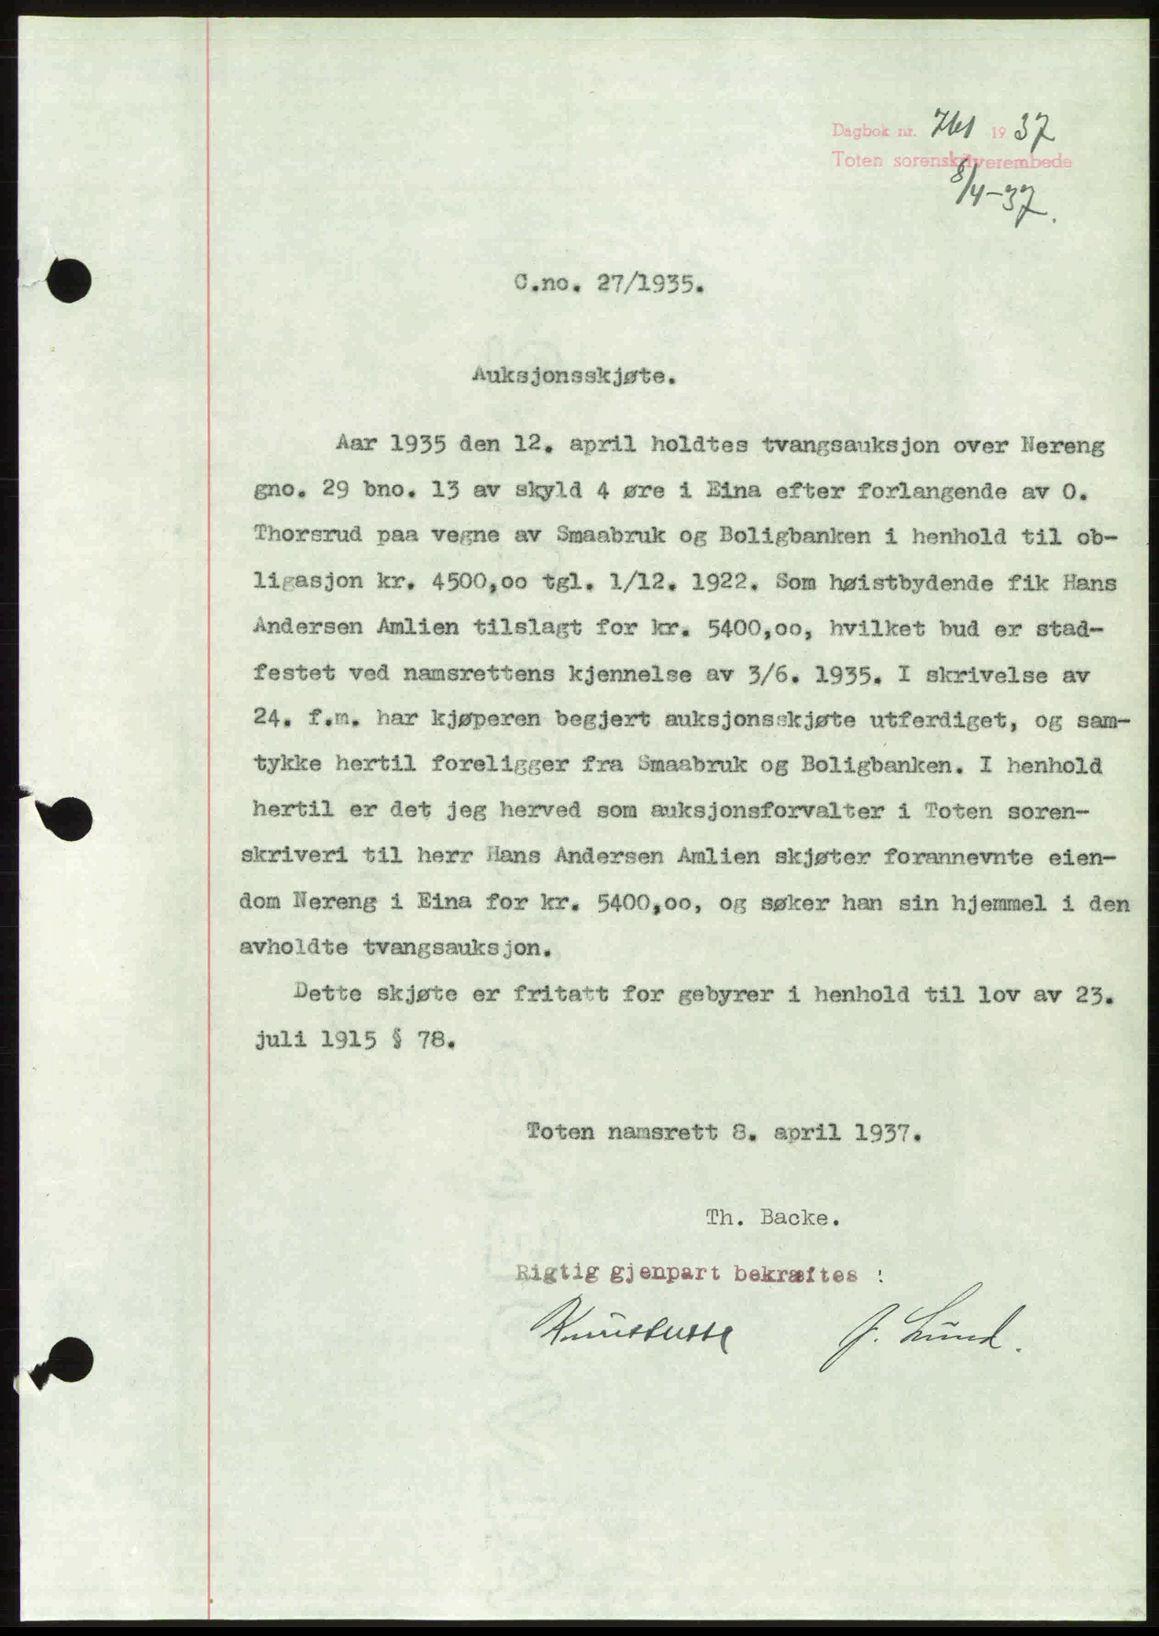 Dagbok nr. 761 1937
Toten sorenskriverembede
8/4-37.
C.no. 27/1935.
Auksjonsskjøte.
Aar 1935 den 12. april holdtes tvangsauksjon over Nereng
gno. 29 bno. 13 av skyld 4 øre i Eina efter forlangende av O.
Thorsrud paa vegne av Smaabruk og Boligbanken i henhold til ob-
ligasjon kr. 4500,oo tgl. 1/12. 1922. Som høistbydende fik Hans
Andersen Amlien tilslagt for kr. 5400,oo, hvilket bud er stad-
festet ved namsrettens kjennelse av 3/6. 1935. I skrivelse av
24. f.m. har kjøperen begjert auksjonsskjøte utferdiget, og sam-
tykke hertil foreligger fra Smaabruk og Boligbanken. I henhold
hertil er det jeg herved som auksjonsforvalter i Toten soren-
skriveri til herr Hans Andersen Amlien skjøter forannevnte eien-
dom Nereng i Eina for kr. 5400,oo, og søker han sin hjemmel i den
avholdte tvangsauksjon.
Dette skjøte er fritatt for gebyrer i henhold til lov av 23.
juli 1915 § 78.
Toten namsrett 8. april 1937.
Th. Backe.
Rigtig gjenpart bekræftes :
J. Lund.